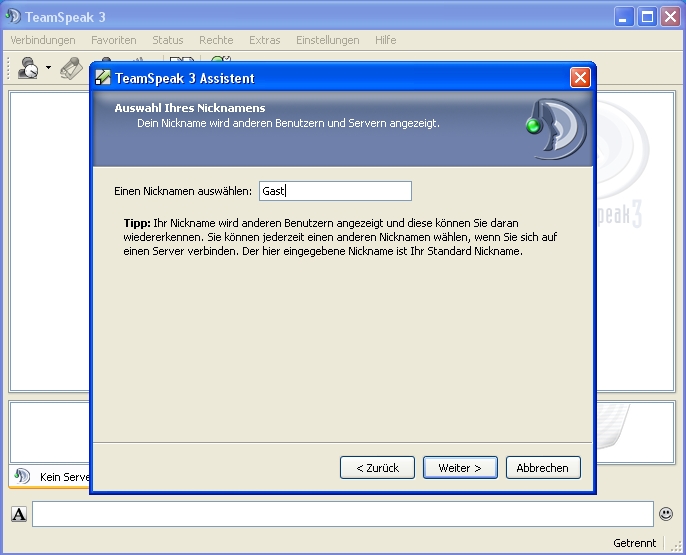 TeamSpeak 3
Verbindungen Favoriten Status Rechte Extras Einstellungen Hilfe
TeamSpeak 3 Assistent
Auswahl Ihres Nicknamens
Dein Nickname wird anderen Benutzern und Servern angezeigt.
Einen Nicknamen auswählen: Gast
Tipp: Ihr Nickname wird anderen Benutzern angezeigt und diese können Sie daran
wiedererkennen. Sie können jederzeit einen anderen Nicknamen wählen, wenn Sie sich auf
einen Server verbinden. Der hier eingegebene Nickname ist Ihr Standard Nickname.
peak3
< Zurück Weiter > Abbrechen
Kein Serve
A
Getrennt